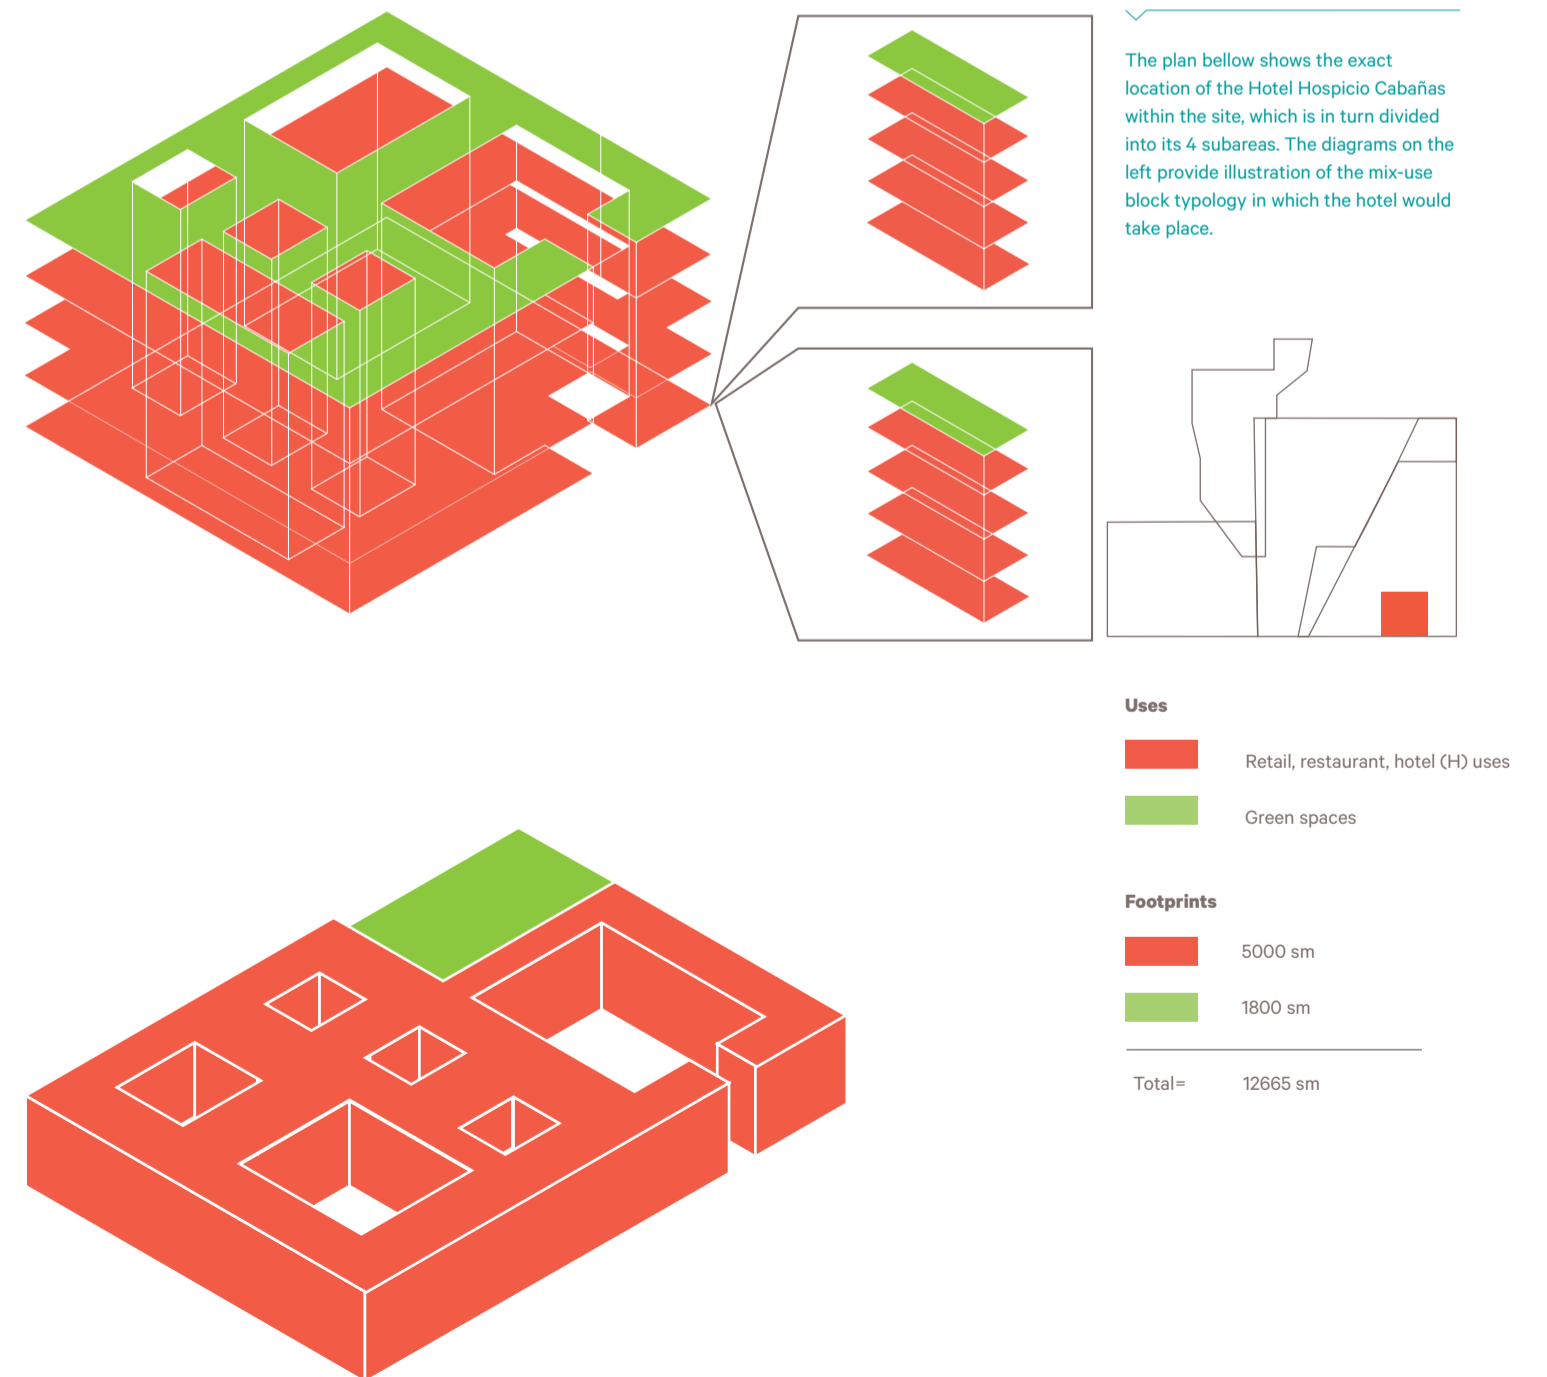 The plan bellow shows the exact
location of the Hotel Hospicio Cabañas
within the site, which is in turn divided
into its 4 subareas. The diagrams on the
left provide illustration of the mix-use
block typology in which the hotel would
take place.
Uses
Retail, restaurant, hotel (H) uses
Green spaces
Footprints
5000 sm
1800 sm
Total= 12665 sm